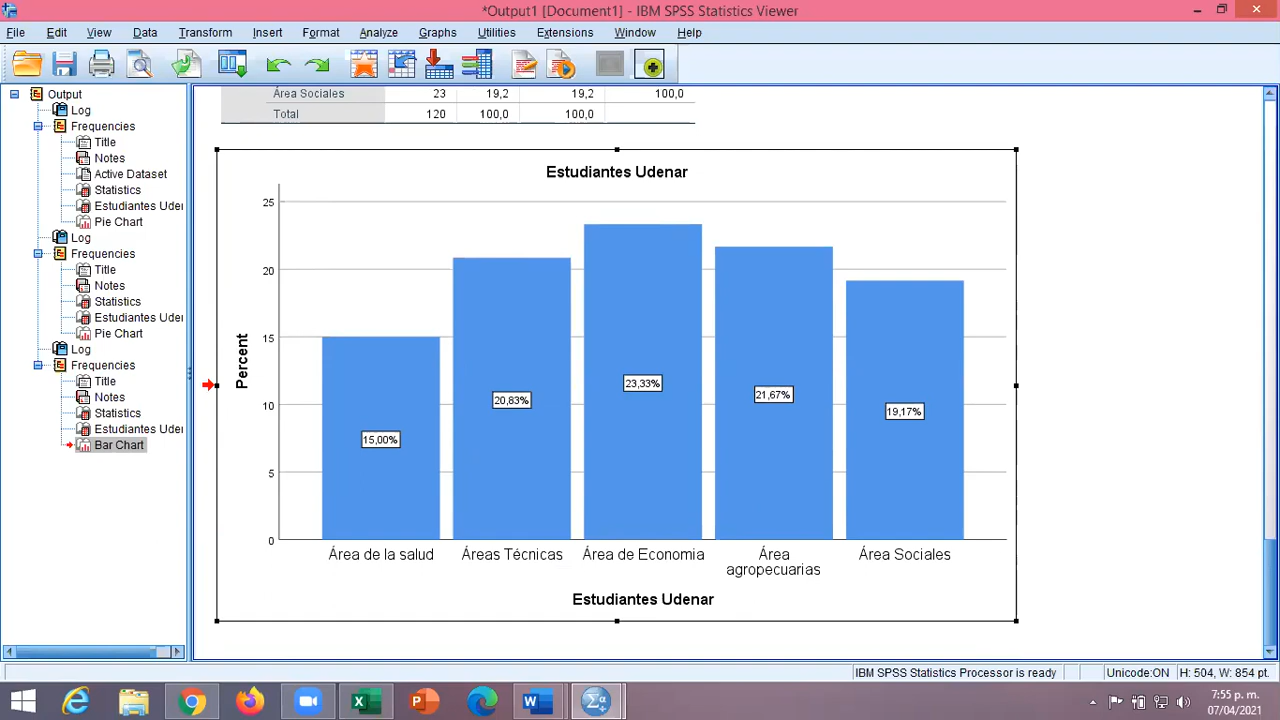 *Output1 [Document1] - IBM SPSS Statistics Viewer
File Edit View Data Transform Insert Format Analyze Graphs Utilities Extensions Window Help
Output
Log
Frequencies
Title
Notes
Active Dataset
Statistics
Estudiantes Uder
Pie Chart
Log
Frequencies
Title
Notes
Statistics
Estudiantes Uder
Pie Chart
Log
Frequencies
Title
Notes
Statistics
Estudiantes Uder
Bar Chart
Área Sociales 23 19,2 19,2 100,0
Total 120 100,0 100,0
Estudiantes Udenar
Percent
25
20
15
10
5
0
15,00%
20,83%
23,33%
21,67%
19,17%
Área de la salud Áreas Técnicas Área de Economia Área agropecuarias Área Sociales
Estudiantes Udenar
IBM SPSS Statistics Processor is ready Unicode:ON H: 504, W: 854 pt.
7:55 p. m.
07/04/2021